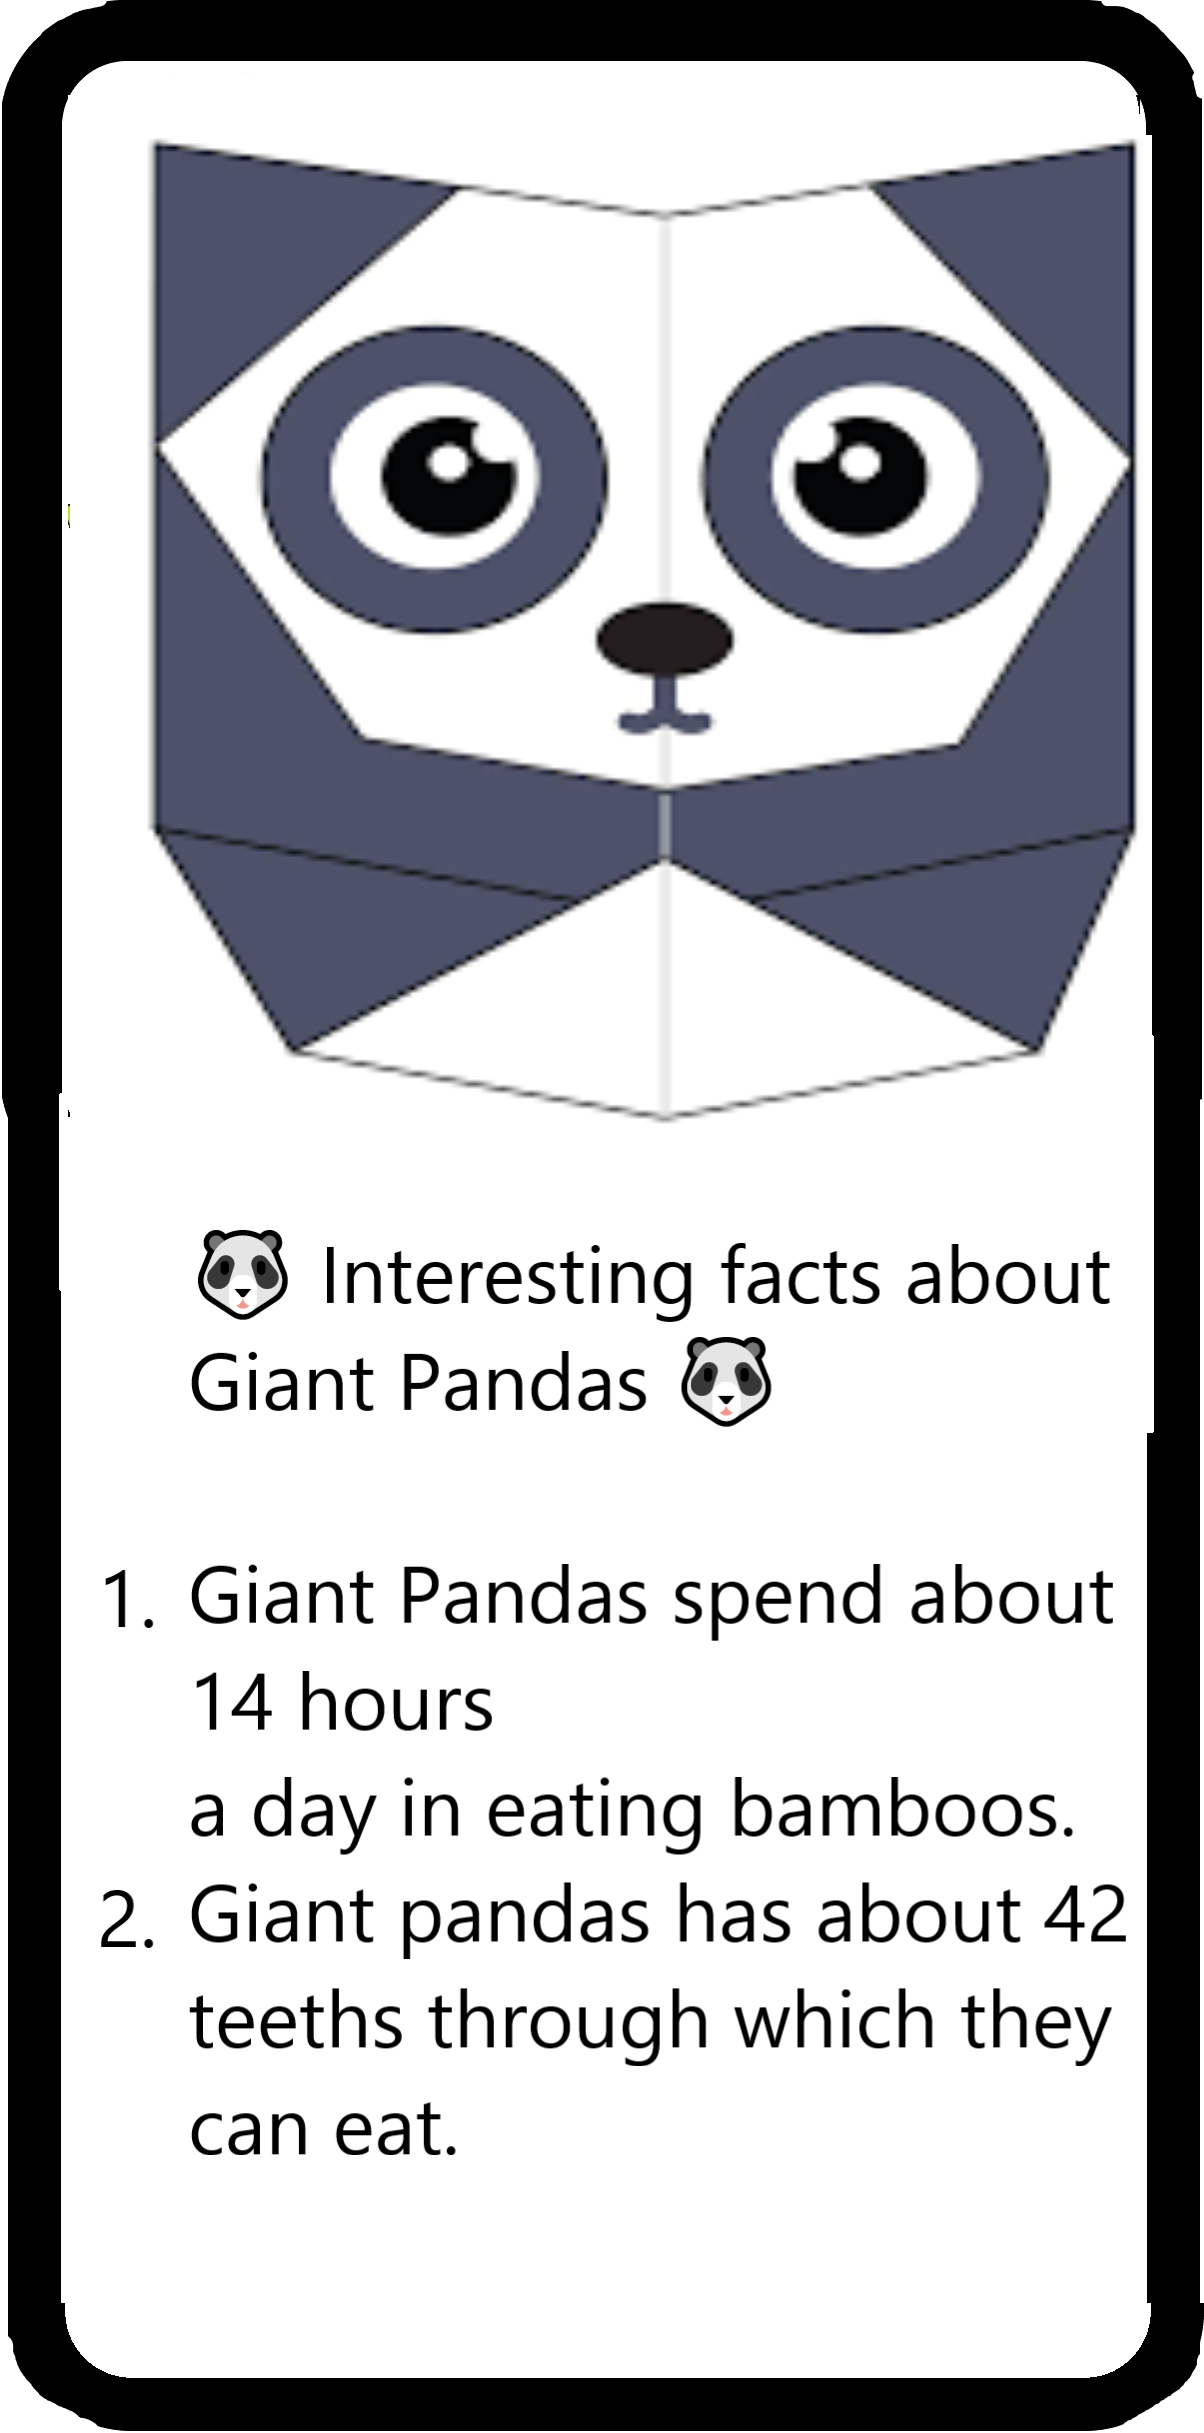 🐼 Interesting facts about
Giant Pandas 🐼
1. Giant Pandas spend about
14 hours
a day in eating bamboos.
2. Giant pandas has about 42
teeths through which they
can eat.